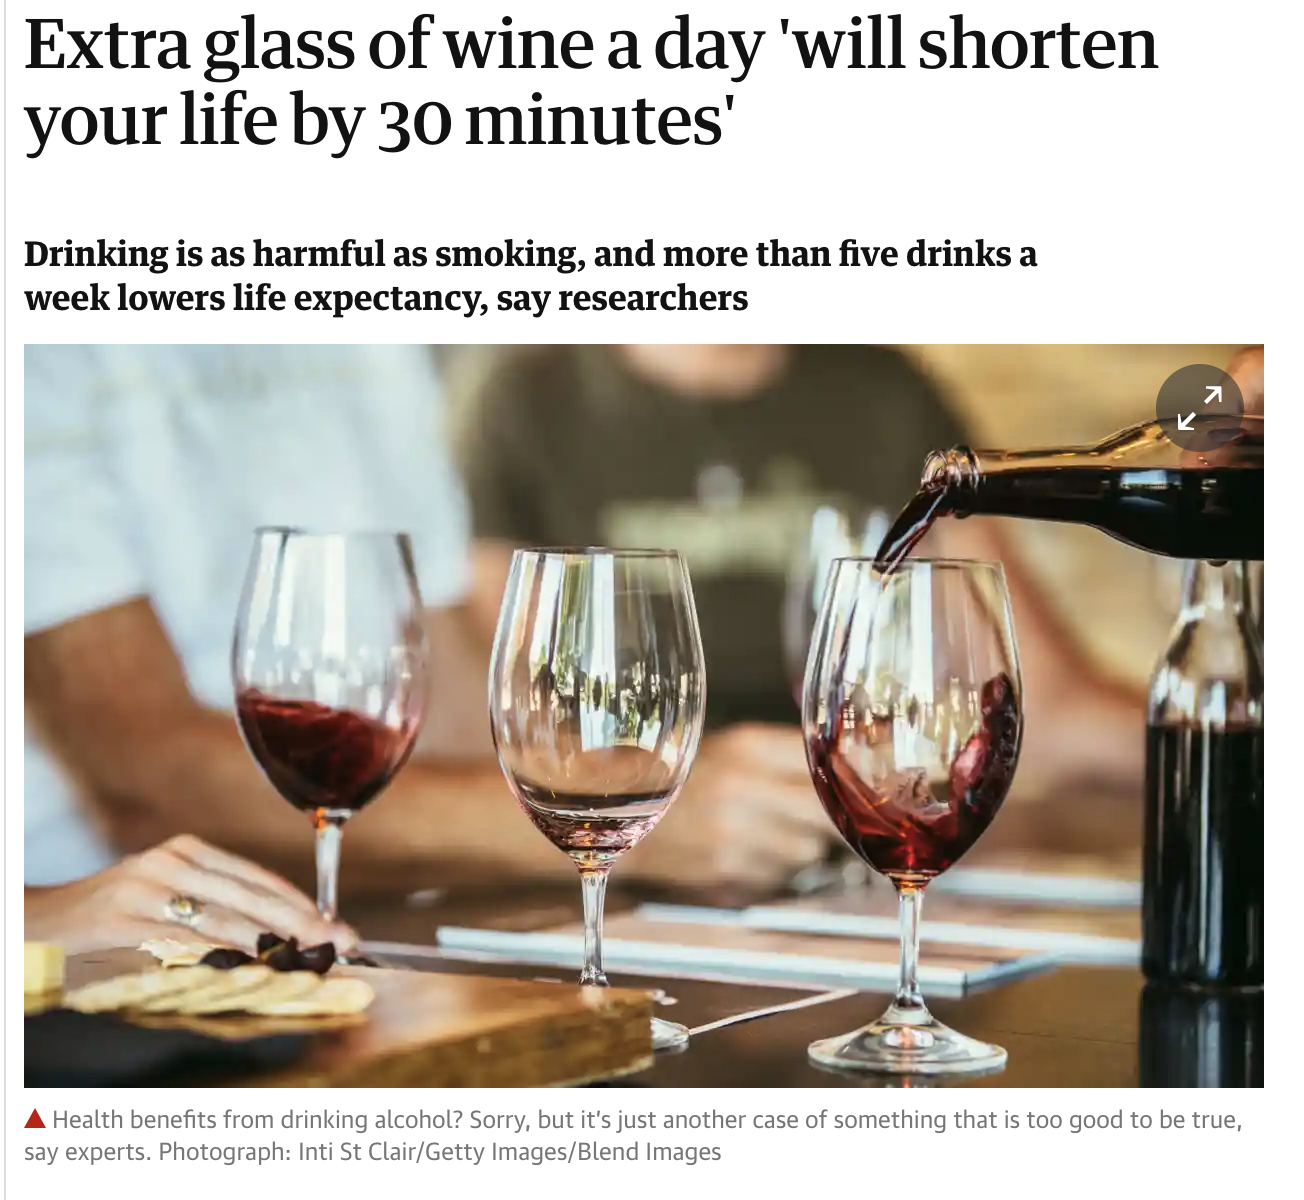 Extra glass of wine a day 'will shorten
your life by 30 minutes'
Drinking is as harmful as smoking, and more than five drinks a
week lowers life expectancy, say researchers
Health benefits from drinking alcohol? Sorry, but it's just another case of something that is too good to be true,
say experts. Photograph: Inti St Clair/Getty Images/Blend Images